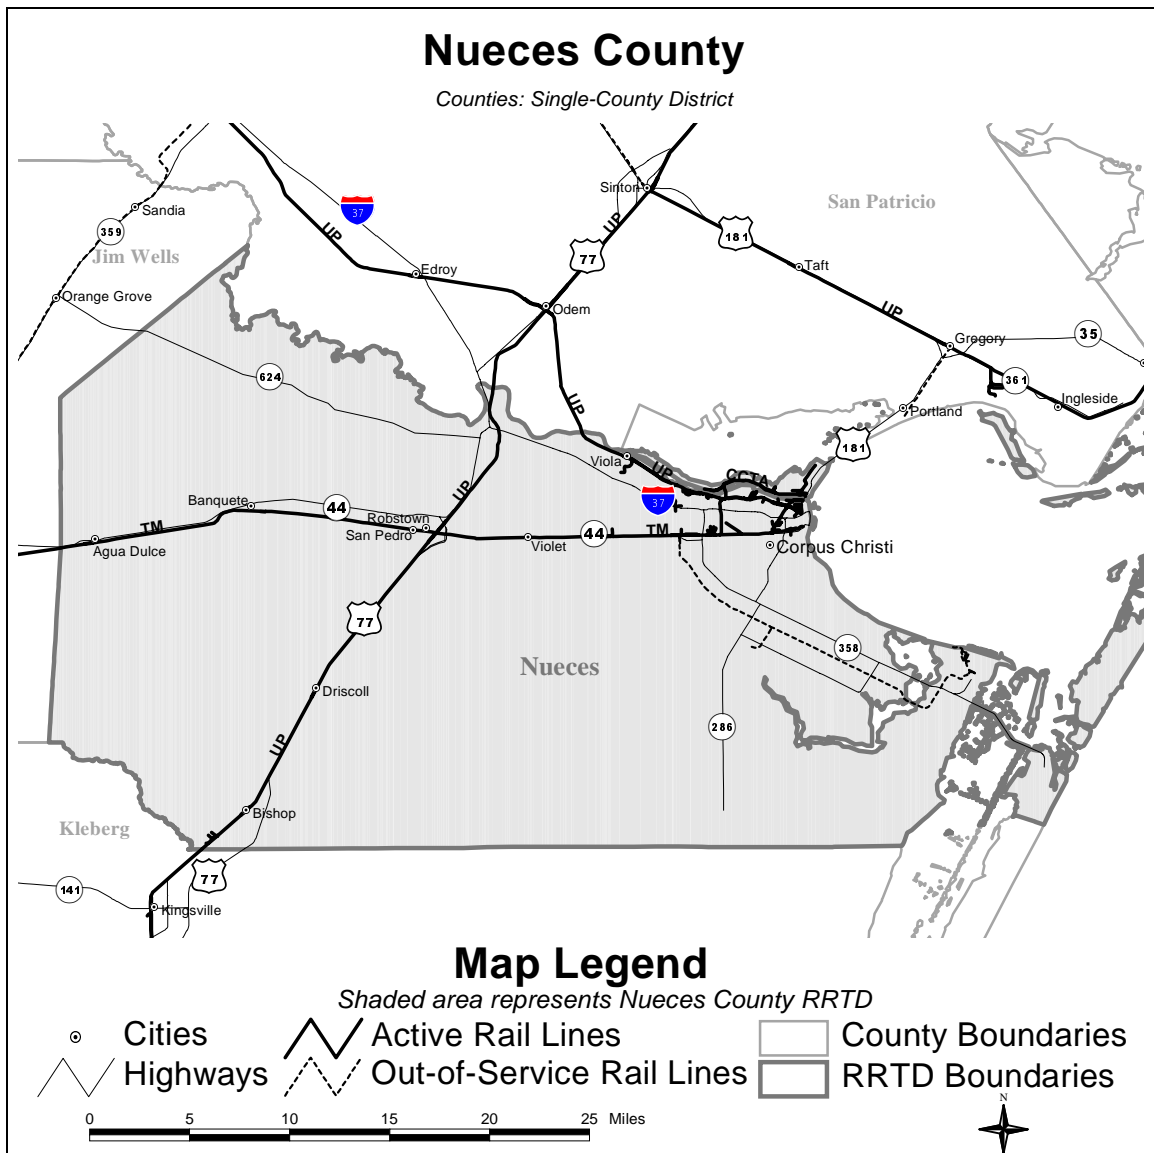 Nueces County
Counties: Single-County District
Sinton
San Patricio
Sandia
37
UP
UP
181
359
77
Jim Wells
Edroy
Taft
Orange Grove
Odem
UP
Gregory
35
624
361
Ingleside
UP
Portland
181
Viola
UP
CCTA
UP
37
Banquete
44
Robstown
TM
San Pedro
44
TM
Agua Dulce
Violet
Corpus Christi
77
358
Nueces
Driscoll
286
UP
Bishop
Kleberg
77
141
Kingsville
Map Legend
Shaded area represents Nueces County RRTD
Cities
Active Rail Lines
County Boundaries
Highways
Out-of-Service Rail Lines
RRTD Boundaries
N
0 5 10 15 20 25 Miles